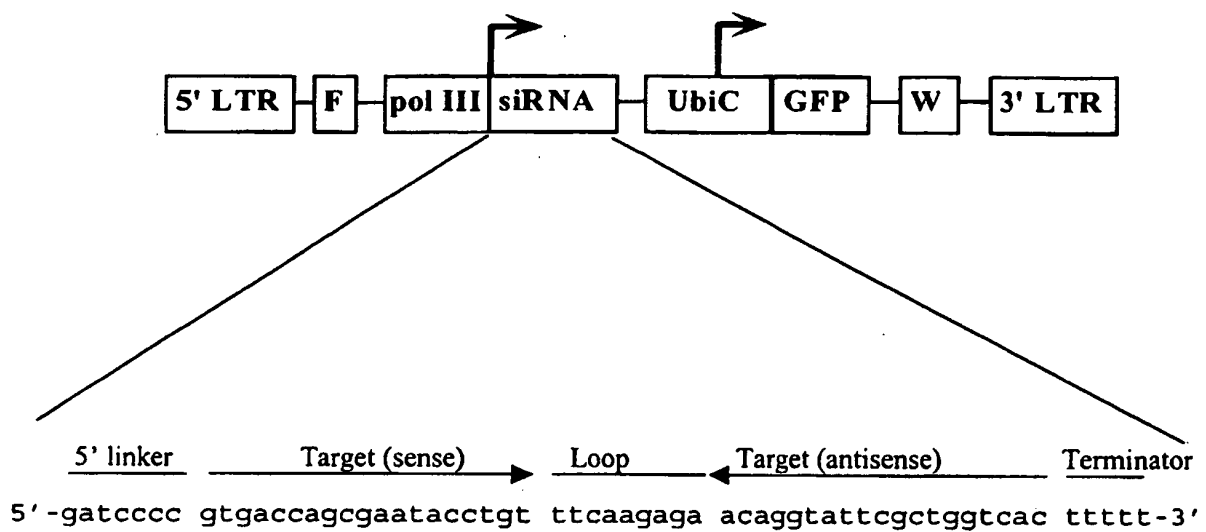 5' LTR F pol III siRNA UbiC GFP W 3' LTR
5' linker Target (sense) Loop Target (antisense) Terminator
5'-gatcccc gtgaccagcgaatacctgt ttcaagaga acaggtattcgctggtcac ttttt-3'